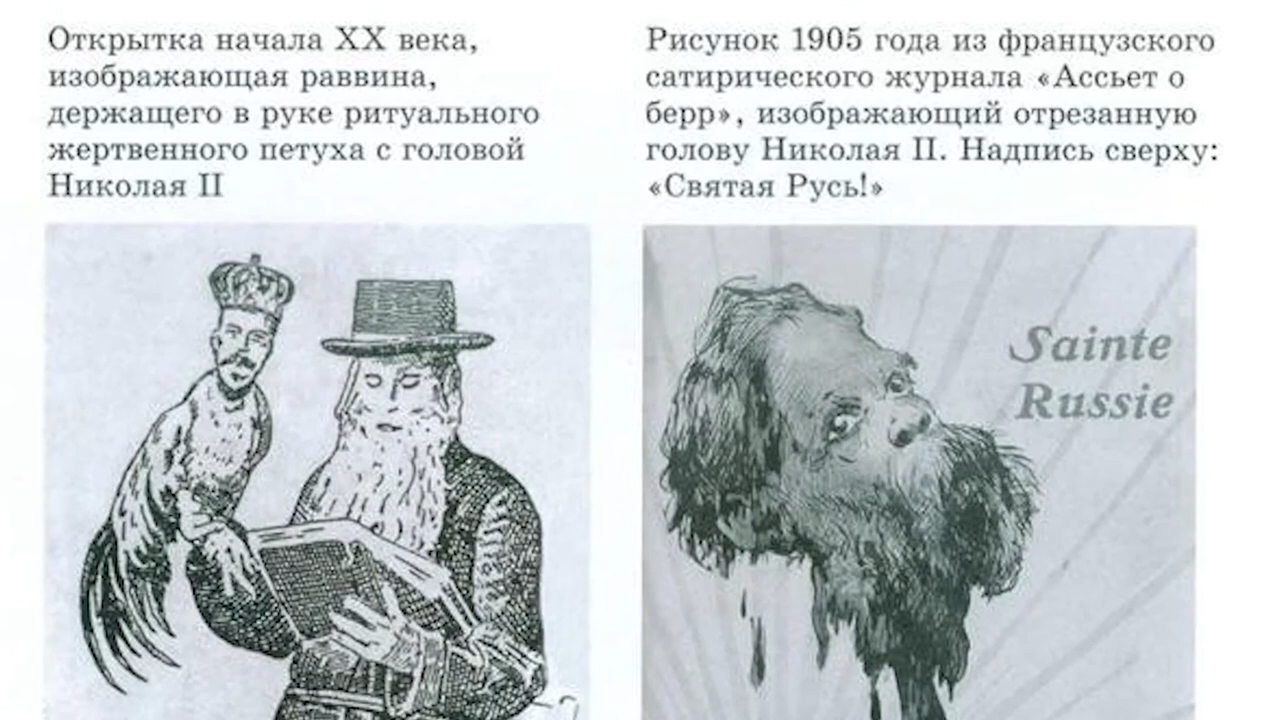 Открытка начала XX века,
изображающая раввина,
держащего в руке ритуального
жертвенного петуха с головой
Николая II
Рисунок 1905 года из французского
сатирического журнала «Ассьет о
берр», изображающий отрезанную
голову Николая II. Надпись сверху:
«Святая Русь!»
Sainte
Russie